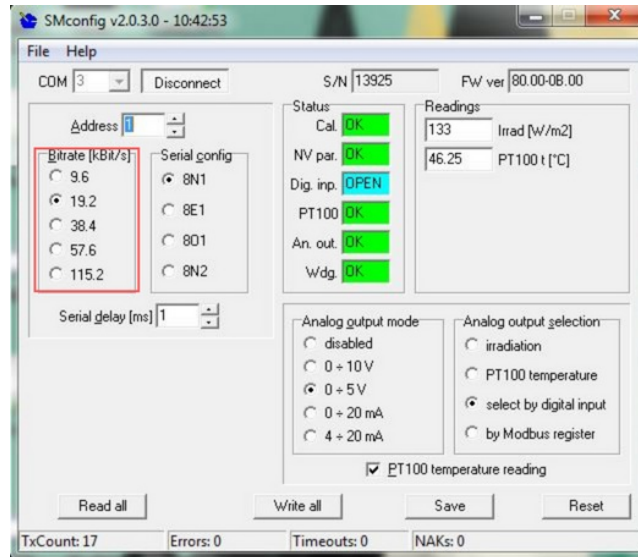 SMconfig v2.0.3.0 - 10:42:53
File Help
COM 3 Disconnect S/N 13925 FW ver 80.00-0B.00
Address 1
Bitrate [kBit/s]
9.6
19.2
38.4
57.6
115.2
Serial config
8N1
8E1
8O1
8N2
Serial delay [ms] 1
Status
Cal. OK
NV par. OK
Dig. inp. OPEN
PT100 OK
An. out. OK
Wdg. OK
Readings
133 Irrad [W/m2]
46.25 PT100 t [°C]
Analog output mode
disabled
0 ÷ 10 V
0 ÷ 5 V
0 ÷ 20 mA
4 ÷ 20 mA
Analog output selection
irradiation
PT100 temperature
select by digital input
by Modbus register
PT100 temperature reading
Read all Write all Save Reset
TxCount: 17 Errors: 0 Timeouts: 0 NAKs: 0